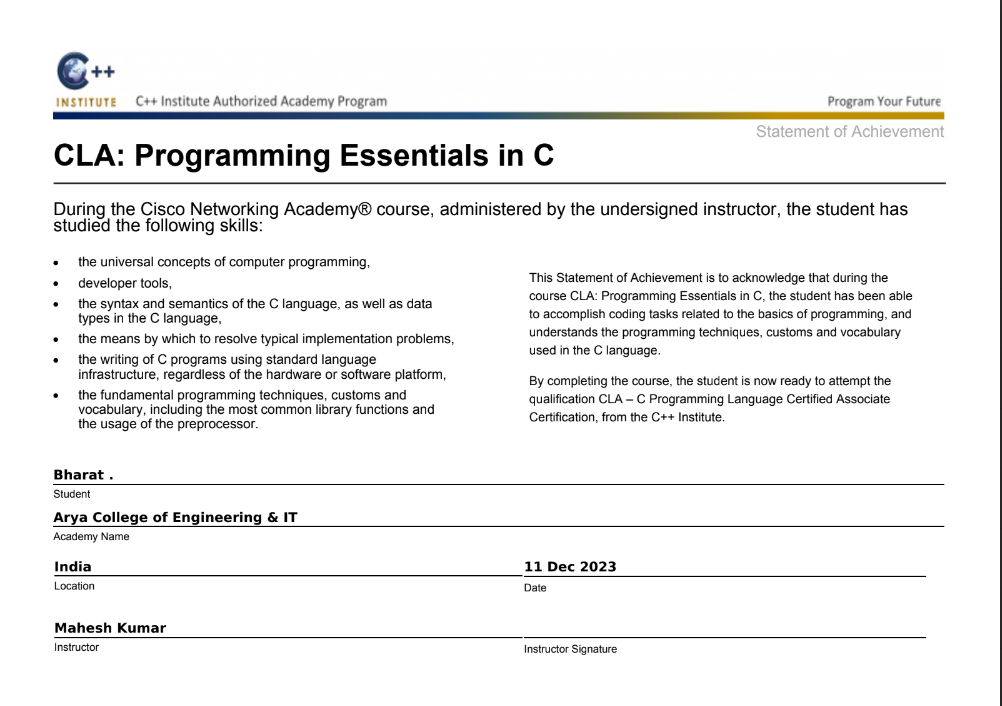 C++
INSTITUTE
C++ Institute Authorized Academy Program
Program Your Future
Statement of Achievement
CLA: Programming Essentials in C
During the Cisco Networking Academy® course, administered by the undersigned instructor, the student has
studied the following skills:
• the universal concepts of computer programming,
• developer tools,
• the syntax and semantics of the C language, as well as data
types in the C language,
• the means by which to resolve typical implementation problems,
• the writing of C programs using standard language
infrastructure, regardless of the hardware or software platform,
• the fundamental programming techniques, customs and
vocabulary, including the most common library functions and
the usage of the preprocessor.
This Statement of Achievement is to acknowledge that during the
course CLA: Programming Essentials in C, the student has been able
to accomplish coding tasks related to the basics of programming, and
understands the programming techniques, customs and vocabulary
used in the C language.
By completing the course, the student is now ready to attempt the
qualification CLA – C Programming Language Certified Associate
Certification, from the C++ Institute.
Bharat .
Student
Arya College of Engineering & IT
Academy Name
India
Location
11 Dec 2023
Date
Mahesh Kumar
Instructor
Instructor Signature